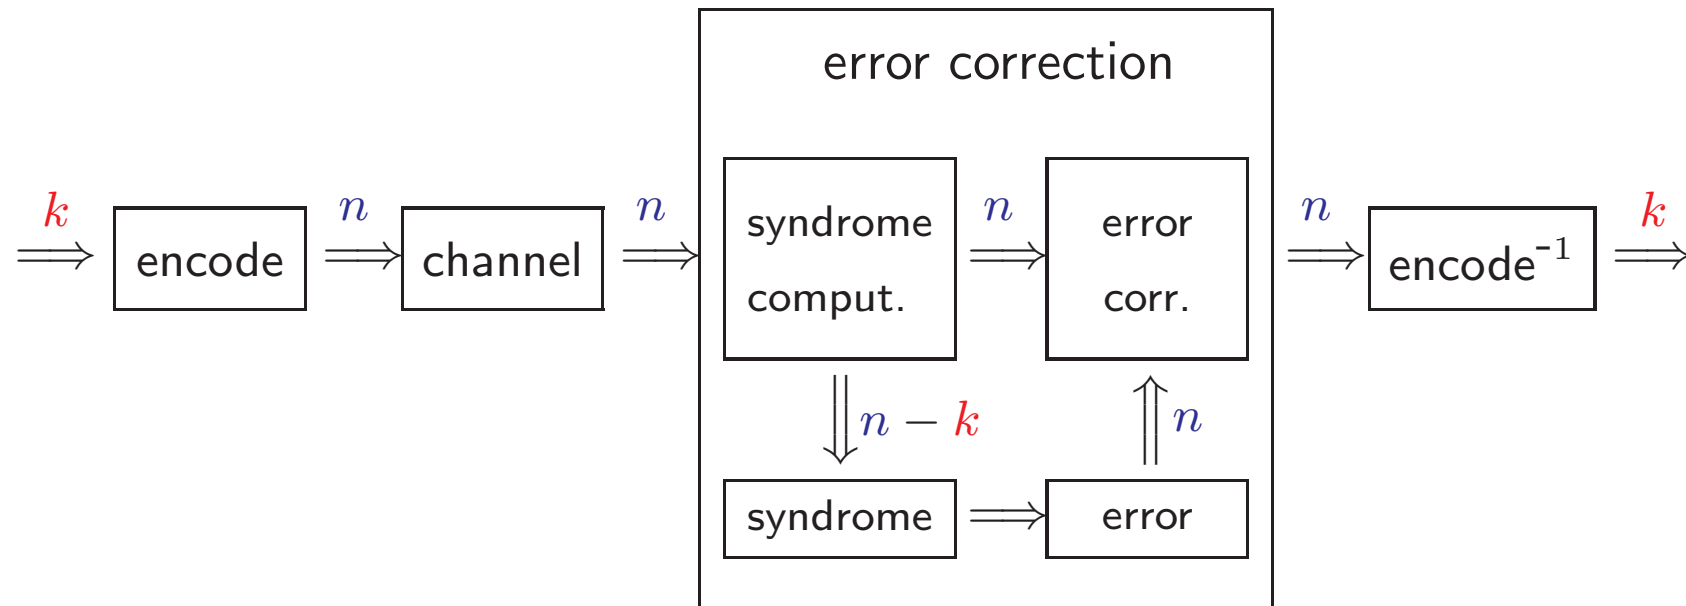 error correction
k
encode
n
channel
n
syndrome
comput.
n
error
corr.
n
encode⁻¹
k
n − k
n
syndrome
error